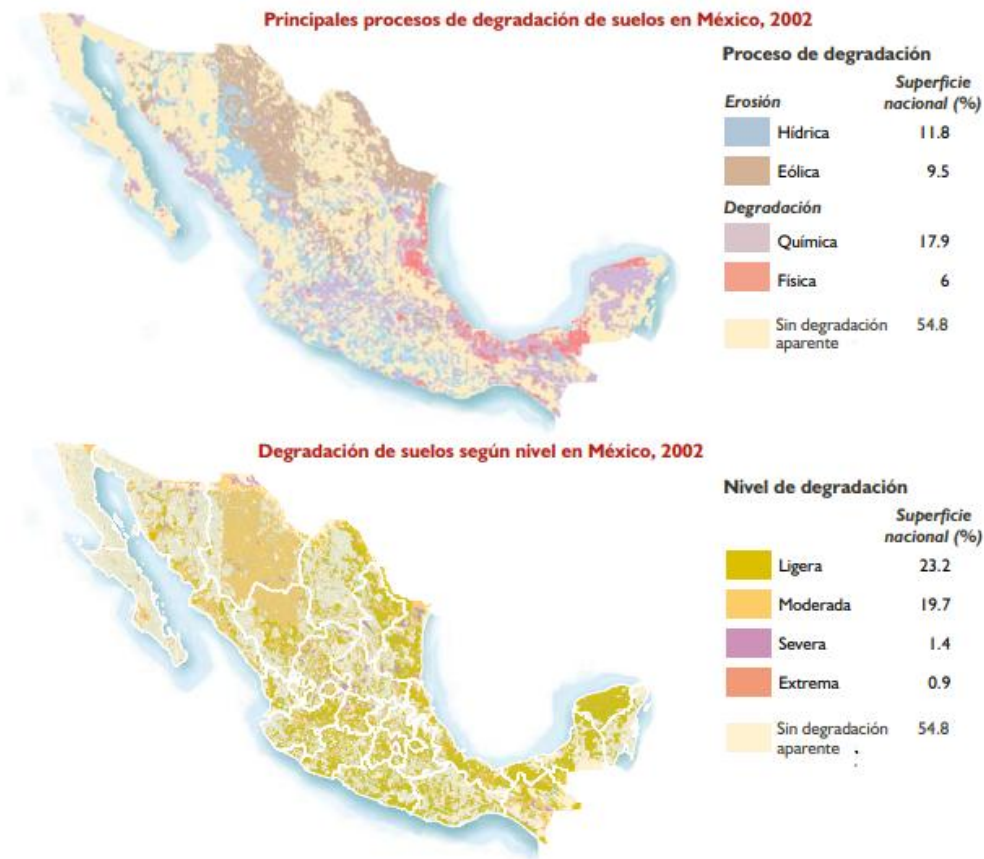 Principales procesos de degradación de suelos en México, 2002
Proceso de degradación
Superficie
nacional (%)
Erosión
Hídrica 11.8
Eólica 9.5
Degradación
Química 17.9
Física 6
Sin degradación 54.8
aparente
Degradación de suelos según nivel en México, 2002
Nivel de degradación
Superficie
nacional (%)
Ligera 23.2
Moderada 19.7
Severa 1.4
Extrema 0.9
Sin degradación 54.8
aparente